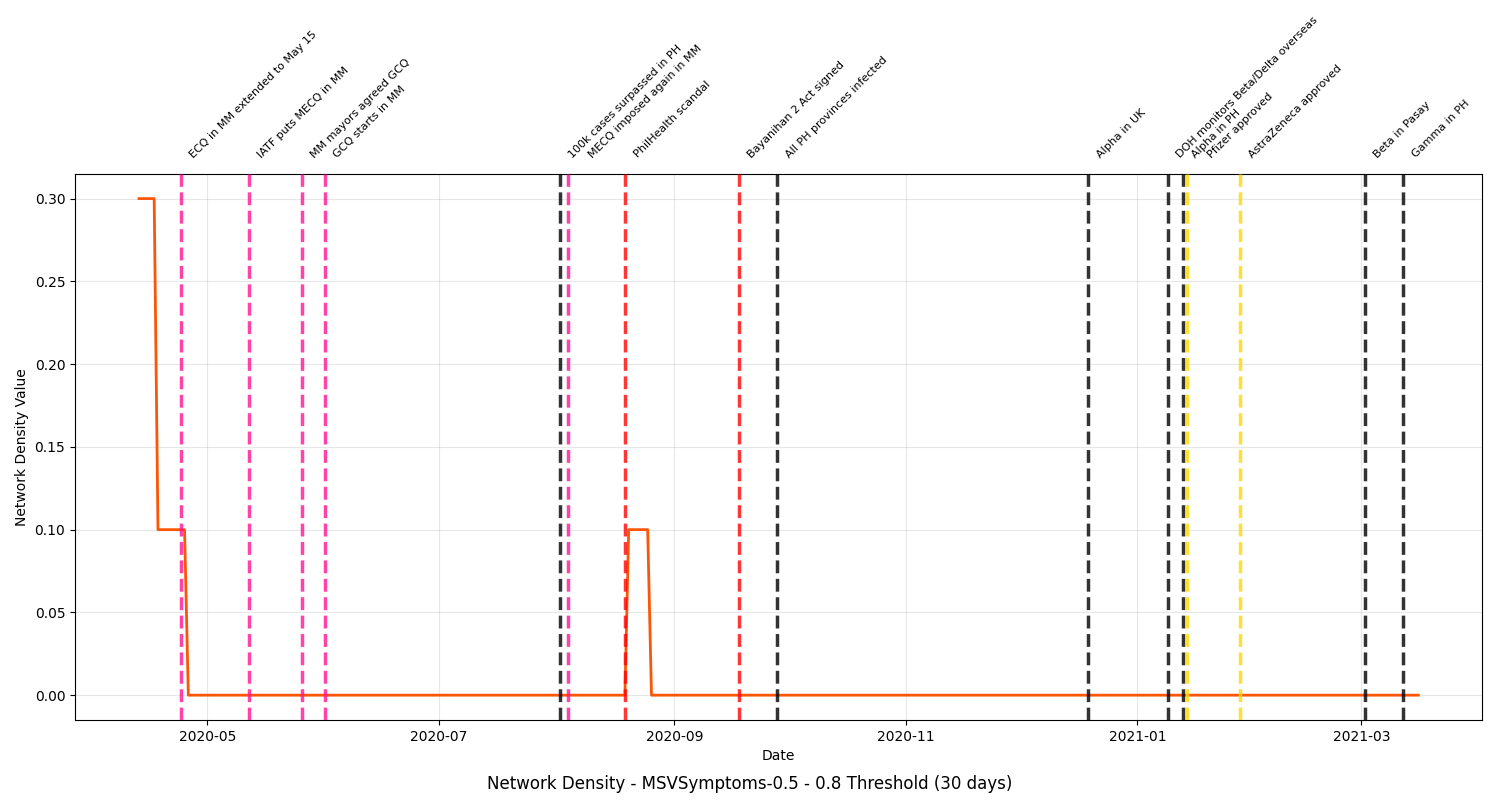 ECQ in MM extended to May 15
IATF puts MECQ in MM
MM mayors agreed GCQ
GCQ starts in MM
100k cases surpassed in PH
MECQ imposed again in MM
PhilHealth scandal
Bayanihan 2 Act signed
All PH provinces infected
Alpha in UK
DOH monitors Beta/Delta overseas
Alpha in PH
Pfizer approved
AstraZeneca approved
Beta in Pasay
Gamma in PH
Network Density Value
0.30
0.25
0.20
0.15
0.10
0.05
0.00
2020-05
2020-07
2020-09
2020-11
2021-01
2021-03
Date
Network Density - MSVSymptoms-0.5 - 0.8 Threshold (30 days)